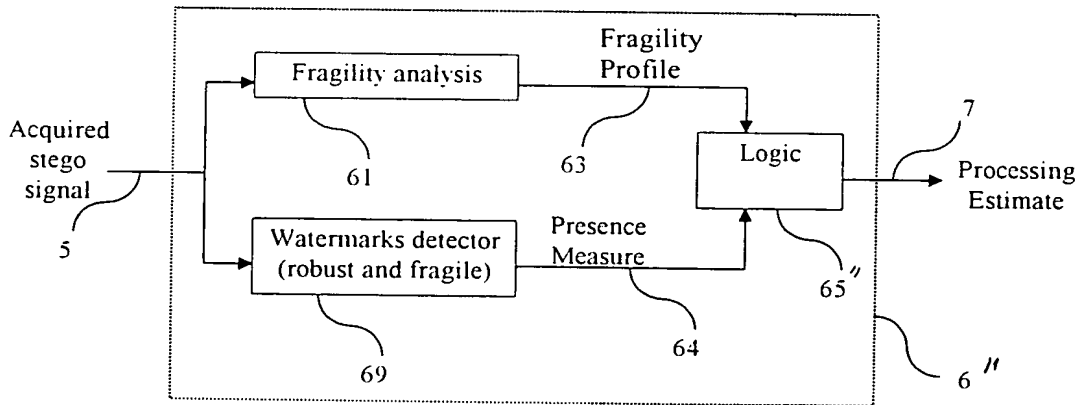 Fragility analysis
Fragility
Profile
61
63
Acquired
stego
signal
5
Logic
65"
7
Processing
Estimate
Watermarks detector
(robust and fragile)
Presence
Measure
69
64
6"